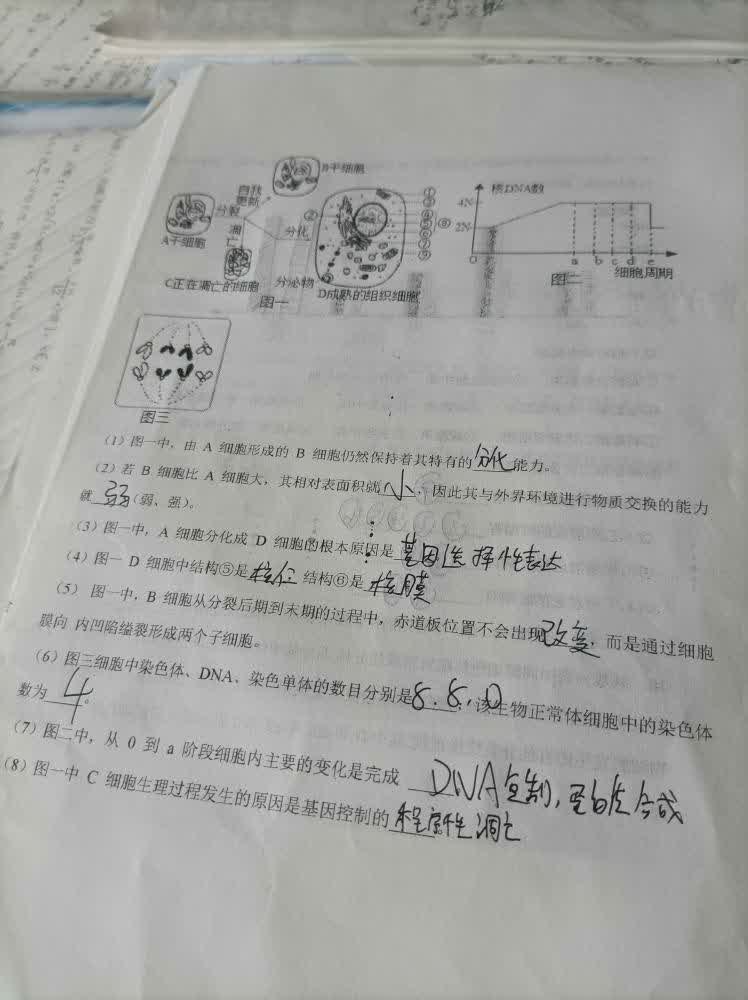 B干细胞
自我
更新
A干细胞
分裂
凋
亡
分化
②
C正在凋亡的细胞
分泌物
D成熟的组织细胞
图一
核DNA数
4N
2N
0
a b c d e
细胞周期
图二
图三
(1)图一中，由 A 细胞形成的 B 细胞仍然保持着其特有的分化能力。
(2)若 B 细胞比 A 细胞大，其相对表面积就小，因此其与外界环境进行物质交换的能力
就弱(弱、强)。
(3)图一中，A 细胞分化成 D 细胞的根本原因是基因选择性表达
(4)图一 D 细胞中结构⑤是核仁 结构⑥是核膜
(5) 图一中，B 细胞从分裂后期到末期的过程中，赤道板位置不会出现改变，而是通过细胞
膜向 内凹陷缢裂形成两个子细胞。
(6)图三细胞中染色体、DNA、染色单体的数目分别是8.8.0，该生物正常体细胞中的染色体
数为4。
(7)图二中，从 0 到 a 阶段细胞内主要的变化是完成 DNA复制，蛋白质合成
(8)图一中 C 细胞生理过程发生的原因是基因控制的程序性凋亡